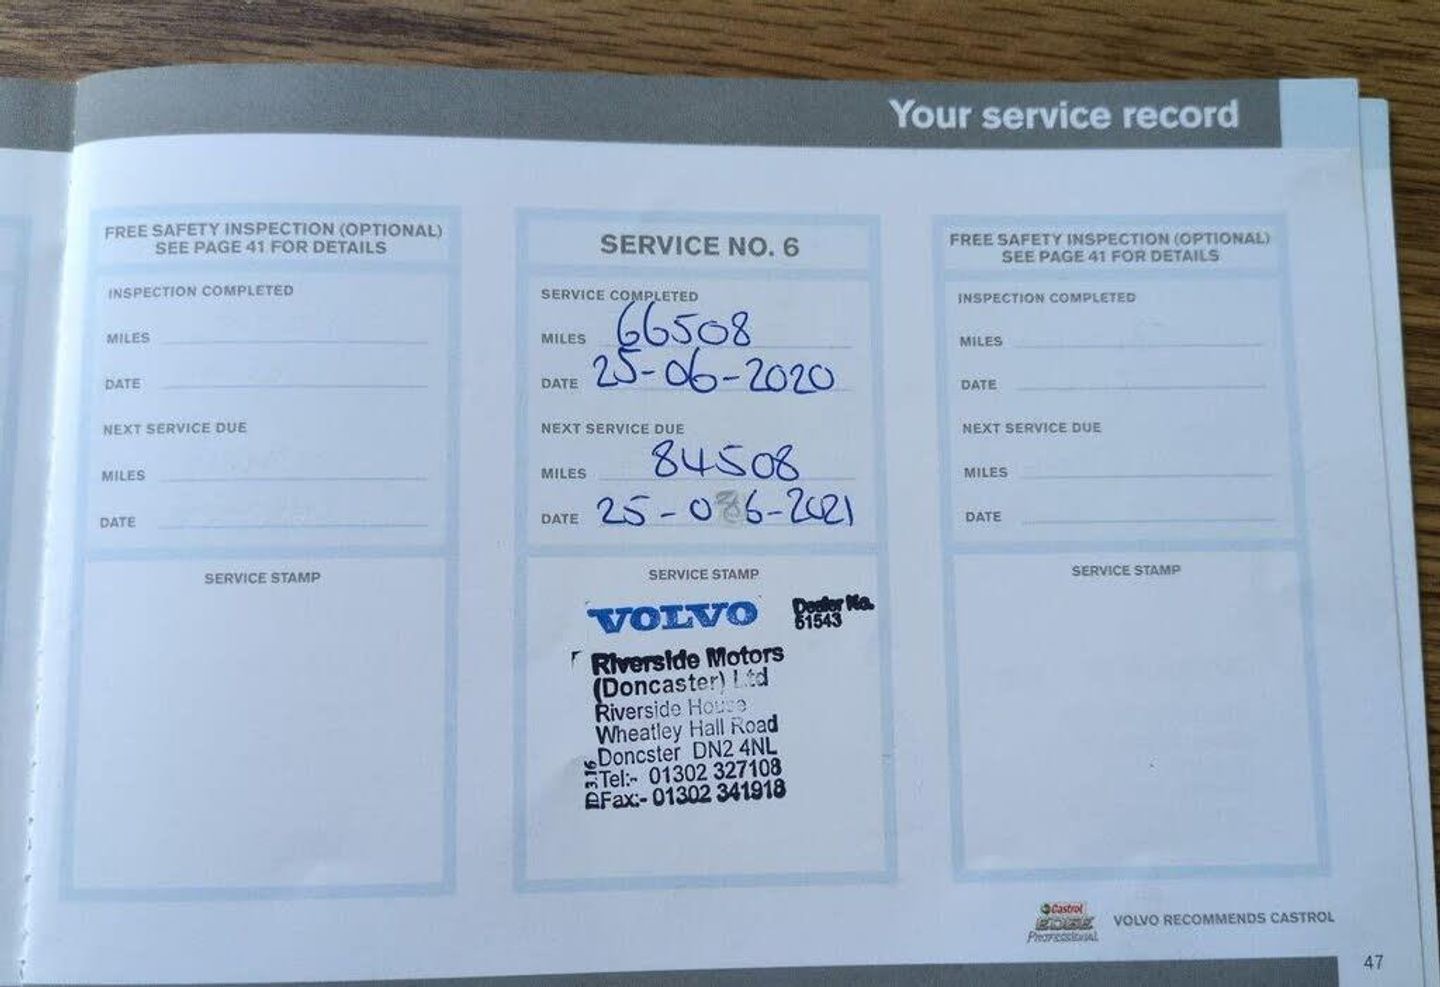 Your service record
FREE SAFETY INSPECTION (OPTIONAL)
SEE PAGE 41 FOR DETAILS
INSPECTION COMPLETED
MILES
DATE
NEXT SERVICE DUE
MILES
DATE
SERVICE STAMP
SERVICE NO. 6
SERVICE COMPLETED
MILES 66508
DATE 25-06-2020
NEXT SERVICE DUE
MILES 84508
DATE 25-06-2021
SERVICE STAMP
VOLVO
Dealer No.
51543
Riverside Motors
(Doncaster) Ltd
Riverside House
Wheatley Hall Road
Doncster DN2 4NL
Tel:- 01302 327108
Fax:- 01302 341918
FREE SAFETY INSPECTION (OPTIONAL)
SEE PAGE 41 FOR DETAILS
INSPECTION COMPLETED
MILES
DATE
NEXT SERVICE DUE
MILES
DATE
SERVICE STAMP
Castrol
EDGE
PROFESSIONAL
VOLVO RECOMMENDS CASTROL
47